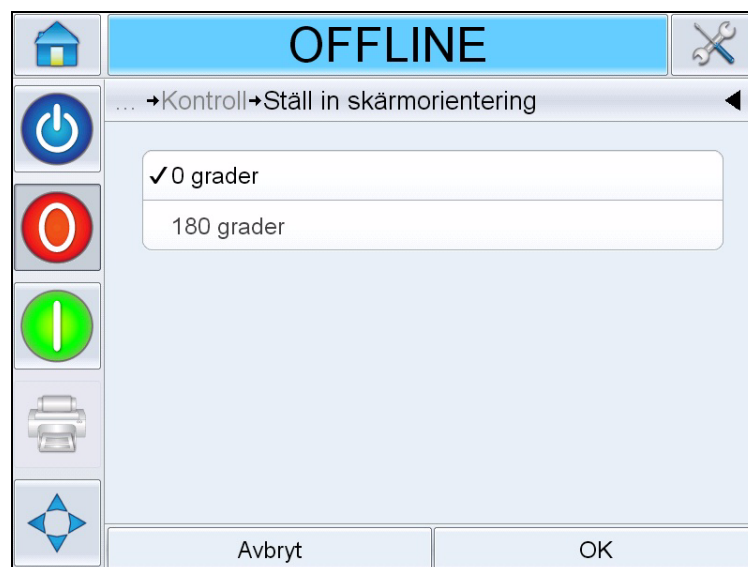 OFFLINE
... →Kontroll→Ställ in skärmorientering
✓0 grader
180 grader
Avbryt
OK